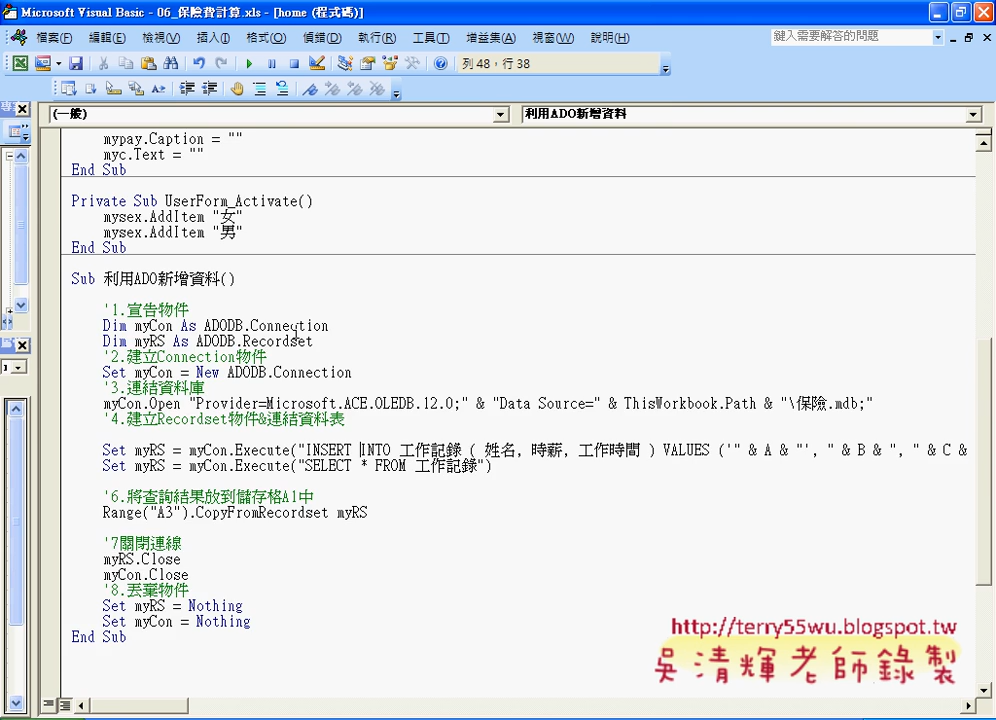 Microsoft Visual Basic - 06_保險費計算.xls - [home (程式碼)]
檔案(F) 編輯(E) 檢視(V) 插入(I) 格式(O) 偵錯(D) 執行(R) 工具(T) 增益集(A) 視窗(W) 說明(H) 鍵入需要解答的問題
列 48，行 38
(一般) 利用ADO新增資料
mypay.Caption = ""
myc.Text = ""
End Sub
Private Sub UserForm_Activate()
mysex.AddItem "女"
mysex.AddItem "男"
End Sub
Sub 利用ADO新增資料()
'1.宣告物件
Dim myCon As ADODB.Connection
Dim myRS As ADODB.Recordset
'2.建立Connection物件
Set myCon = New ADODB.Connection
'3.連結資料庫
myCon.Open "Provider=Microsoft.ACE.OLEDB.12.0;" & "Data Source=" & ThisWorkbook.Path & "\保險.mdb;"
'4.建立Recordset物件&連結資料表
Set myRS = myCon.Execute("INSERT INTO 工作記錄 ( 姓名, 時薪, 工作時間 ) VALUES ('" & A & "', " & B & ", " & C &
Set myRS = myCon.Execute("SELECT * FROM 工作記錄")
'6.將查詢結果放到儲存格A1中
Range("A3").CopyFromRecordset myRS
'7關閉連線
myRS.Close
myCon.Close
'8.丟棄物件
Set myRS = Nothing
Set myCon = Nothing
End Sub
http://terry55wu.blogspot.tw
吳清輝老師錄製